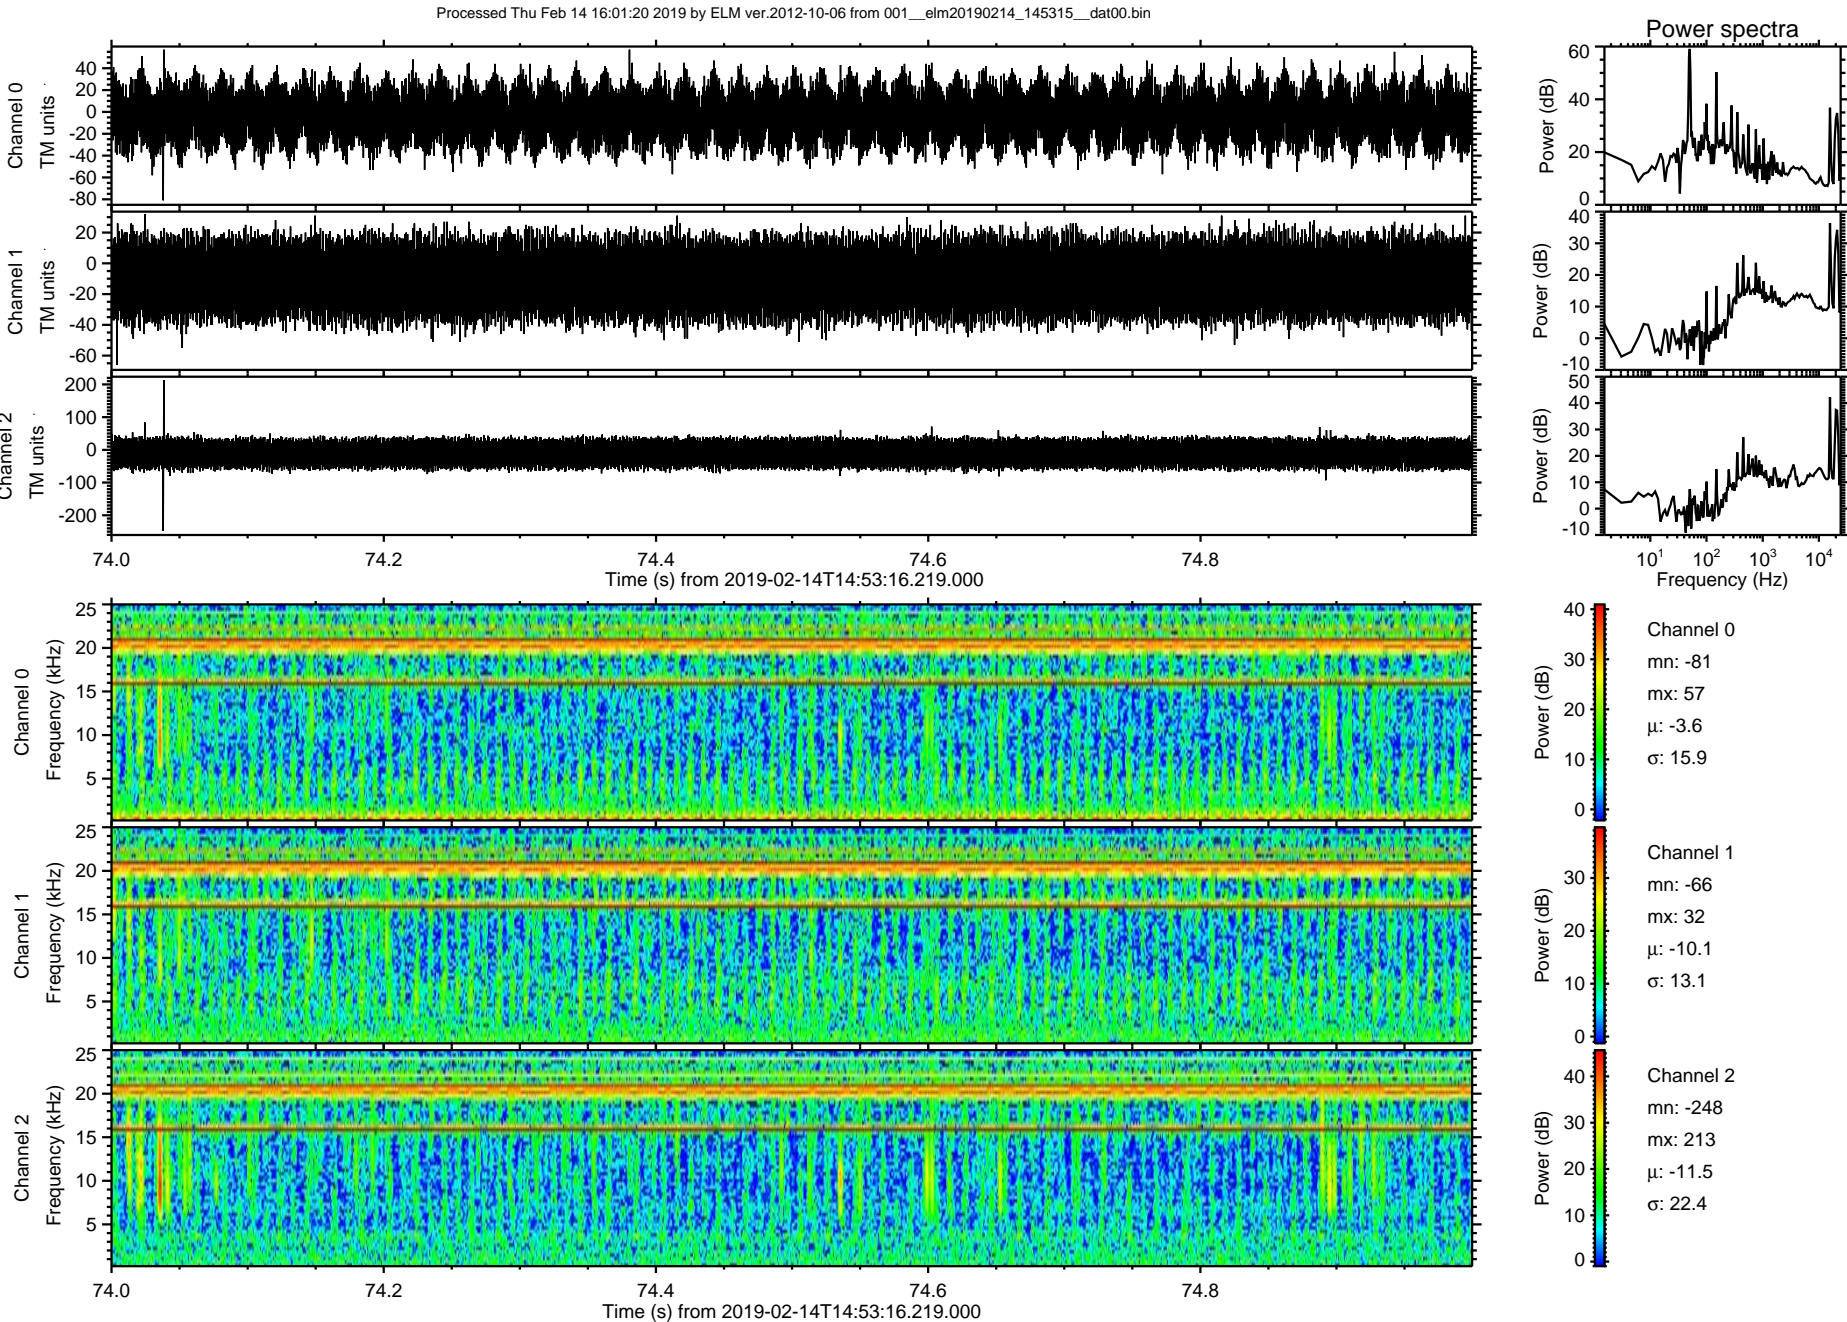 Processed Thu Feb 14 16:01:20 2019 by ELM ver.2012-10-06 from 001__elm20190214_145315__dat00.bin
Power spectra
Channel 0
TM units
40
20
0
-20
-40
-60
-80
Power (dB)
60
40
20
0
Channel 1
TM units
20
0
-20
-40
-60
Power (dB)
40
30
20
10
0
-10
Channel 2
TM units
200
100
0
-100
-200
Power (dB)
50
40
30
20
10
0
-10
74.0 74.2 74.4 74.6 74.8
Time (s) from 2019-02-14T14:53:16.219.000
10^1 10^2 10^3 10^4
Frequency (Hz)
Channel 0
Frequency (kHz)
25
20
15
10
5
Power (dB)
40
30
20
10
0
Channel 0
mn: -81
mx: 57
μ: -3.6
σ: 15.9
Channel 1
Frequency (kHz)
25
20
15
10
5
Power (dB)
30
20
10
0
Channel 1
mn: -66
mx: 32
μ: -10.1
σ: 13.1
Channel 2
Frequency (kHz)
25
20
15
10
5
Power (dB)
40
30
20
10
0
Channel 2
mn: -248
mx: 213
μ: -11.5
σ: 22.4
74.0 74.2 74.4 74.6 74.8
Time (s) from 2019-02-14T14:53:16.219.000